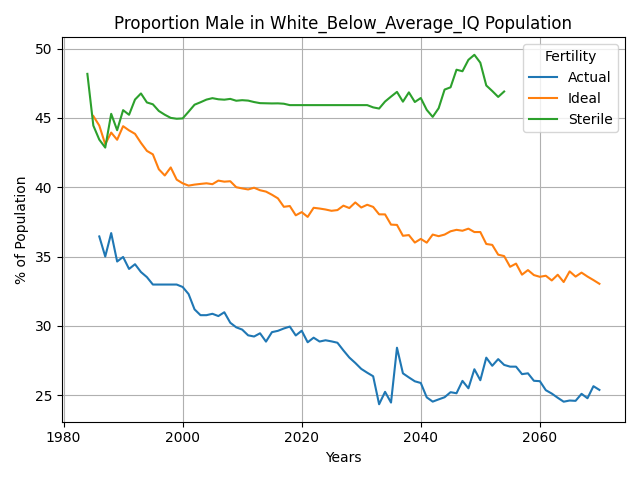 Proportion Male in White_Below_Average_IQ Population
% of Population
50
45
40
35
30
25
1980
2000
2020
2040
2060
Years
Fertility
Actual
Ideal
Sterile